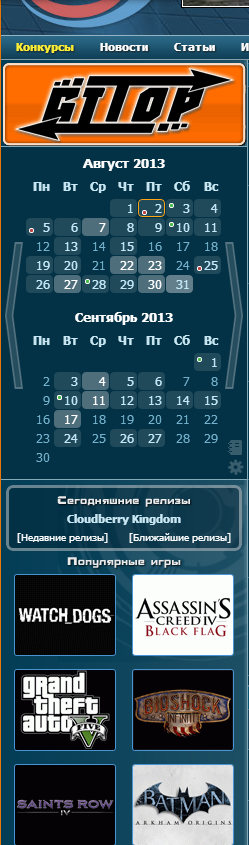 Конкурсы Новости Статьи И
GTTOP
Август 2013
Пн Вт Ср Чт Пт Сб Вс
1 2 3 4
5 6 7 8 9 10 11
12 13 14 15 16 17 18
19 20 21 22 23 24 25
26 27 28 29 30 31
Сентябрь 2013
Пн Вт Ср Чт Пт Сб Вс
1
2 3 4 5 6 7 8
9 10 11 12 13 14 15
16 17 18 19 20 21 22
23 24 25 26 27 28 29
30
Сегодняшние релизы
Cloudberry Kingdom
[Недавние релизы] [Ближайшие релизы]
Популярные игры
WATCH_DOGS
ASSASSIN'S
CREED IV
BLACK FLAG
grand
theft
auto V
FIVE
BIOSHOCK
INFINITE
SAINTS ROW
IV
BATMAN
ARKHAM ORIGINS